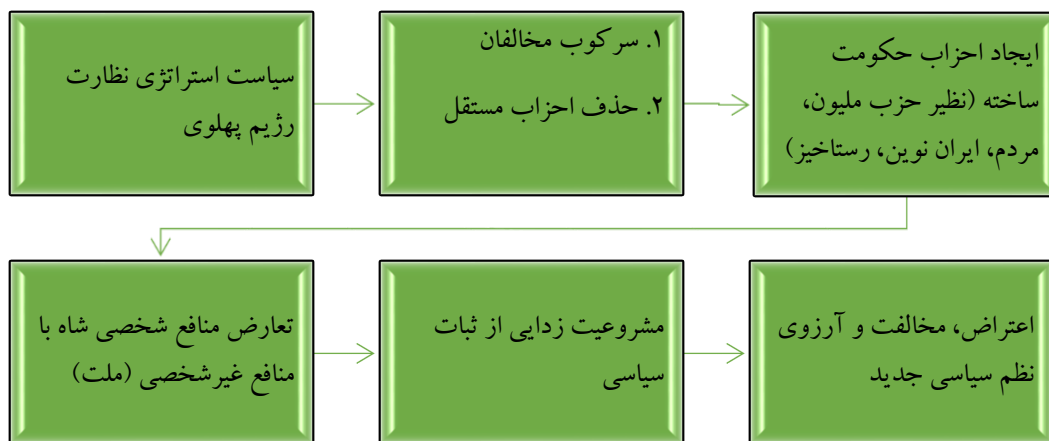 سیاست استراتژی نظارت
رژیم پهلوی
۱. سرکوب مخالفان
۲. حذف احزاب مستقل
ایجاد احزاب حکومت
ساخته (نظیر حزب ملیون،
مردم، ایران نوین، رستاخیز)
تعارض منافع شخصی شاه با
منافع غیرشخصی (ملت)
مشروعیت زدایی از ثبات
سیاسی
اعتراض، مخالفت و آرزوی
نظم سیاسی جدید